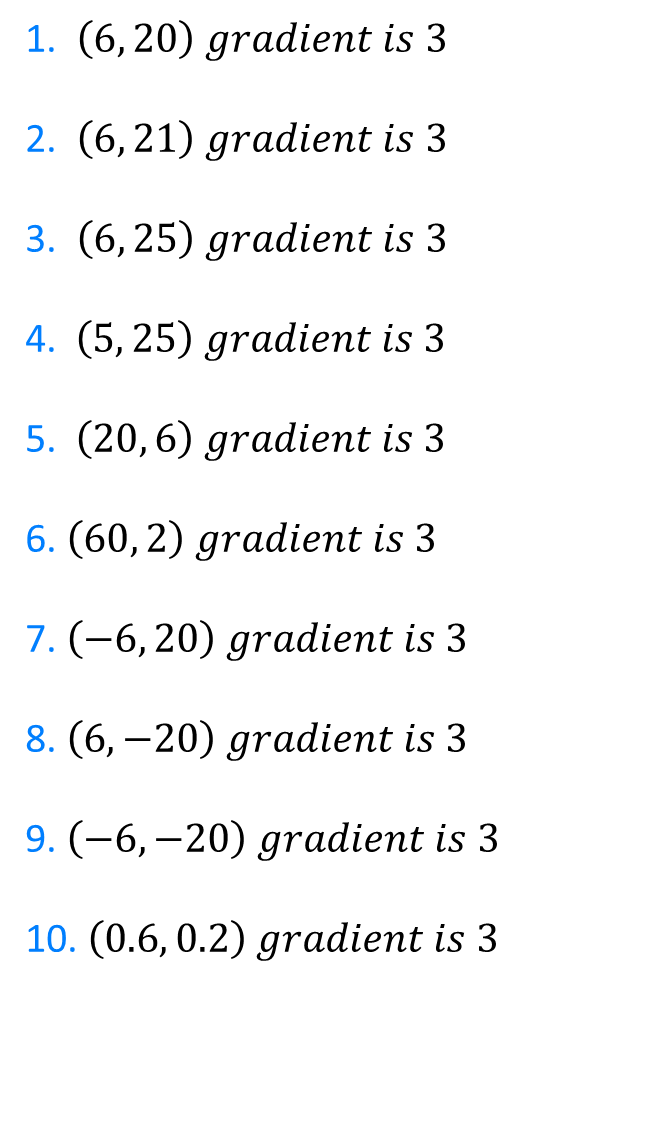 1. (6, 20) gradient is 3
2. (6, 21) gradient is 3
3. (6, 25) gradient is 3
4. (5, 25) gradient is 3
5. (20, 6) gradient is 3
6. (60, 2) gradient is 3
7. (−6, 20) gradient is 3
8. (6, −20) gradient is 3
9. (−6, −20) gradient is 3
10. (0.6, 0.2) gradient is 3